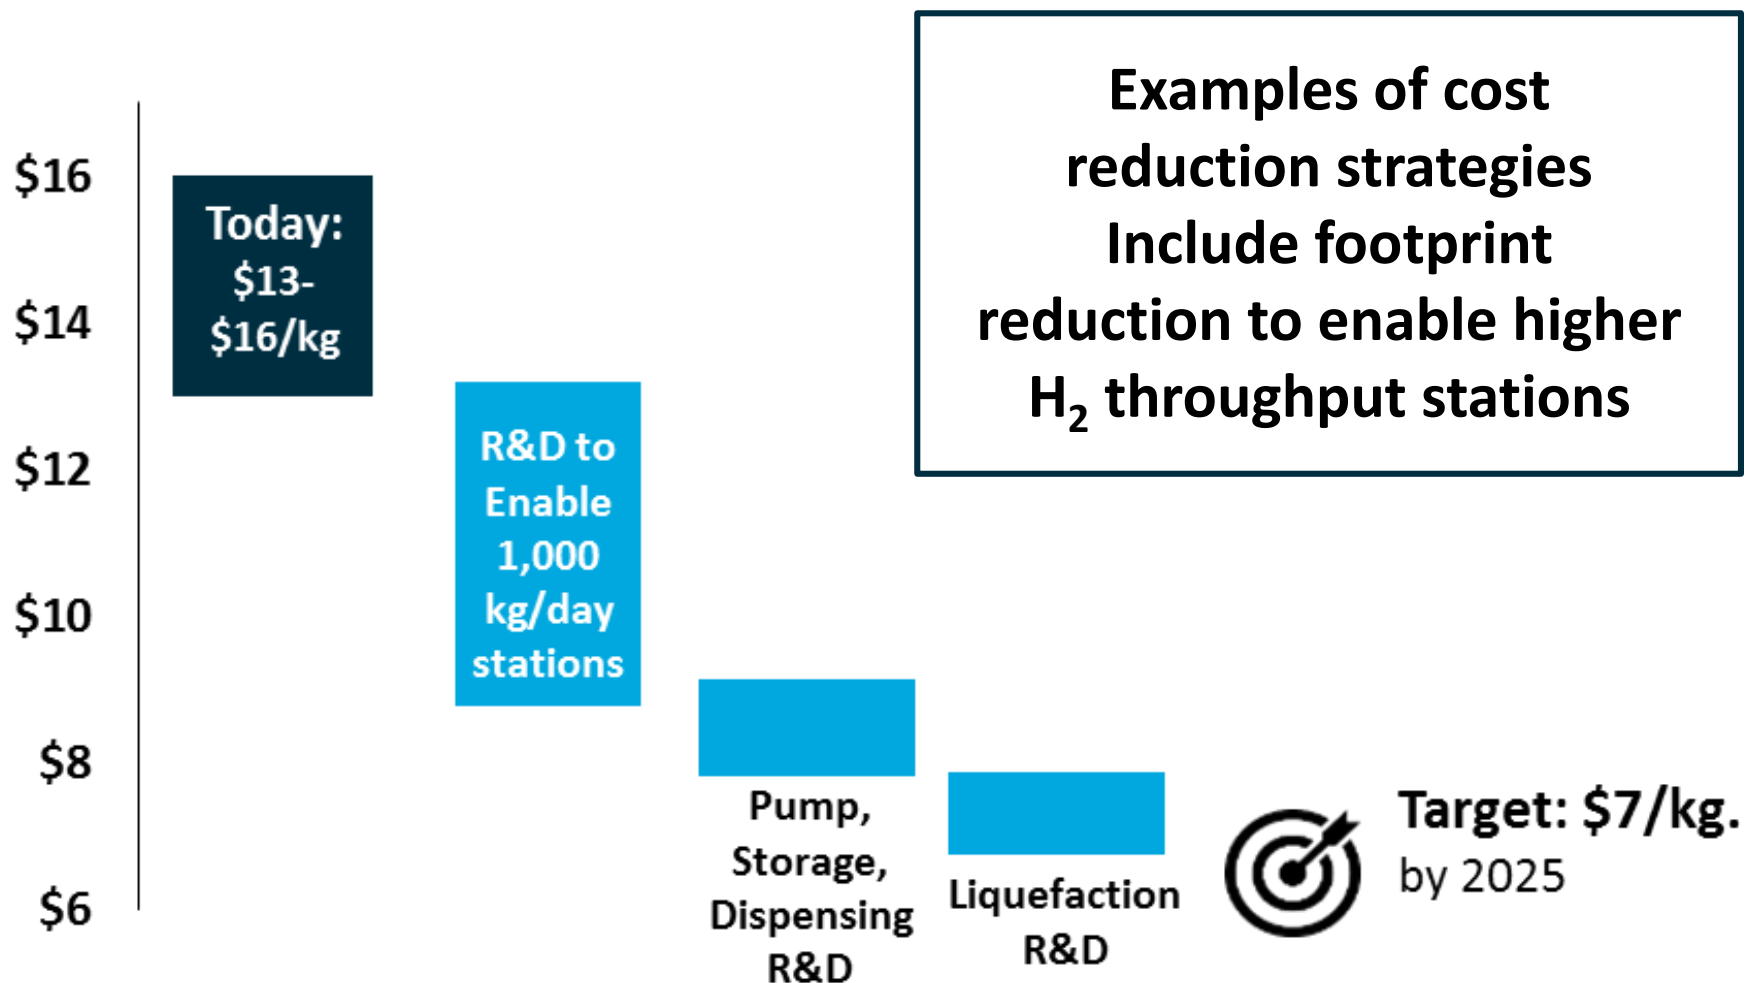 Examples of cost
reduction strategies
Include footprint
reduction to enable higher
H₂ throughput stations
$16
$14
$12
$10
$8
$6
Today:
$13-
$16/kg
R&D to
Enable
1,000
kg/day
stations
Pump,
Storage,
Dispensing
R&D
Liquefaction
R&D
Target: $7/kg.
by 2025